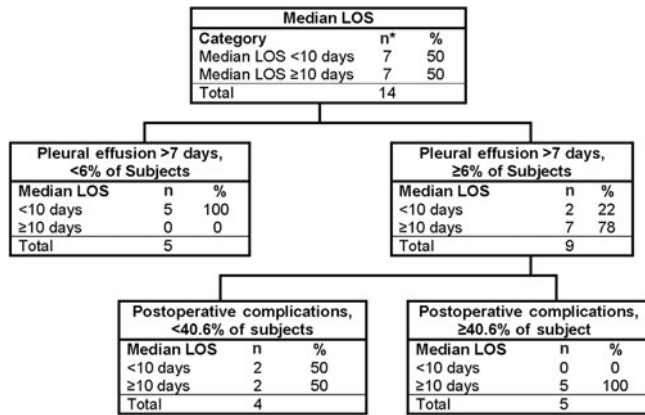 Median LOS
Category n* %
Median LOS <10 days 7 50
Median LOS ≥10 days 7 50
Total 14
Pleural effusion >7 days,
<6% of Subjects
Median LOS n %
<10 days 5 100
≥10 days 0 0
Total 5
Pleural effusion >7 days,
≥6% of Subjects
Median LOS n %
<10 days 2 22
≥10 days 7 78
Total 9
Postoperative complications,
<40.6% of subjects
Median LOS n %
<10 days 2 50
≥10 days 2 50
Total 4
Postoperative complications,
≥40.6% of subject
Median LOS n %
<10 days 0 0
≥10 days 5 100
Total 5